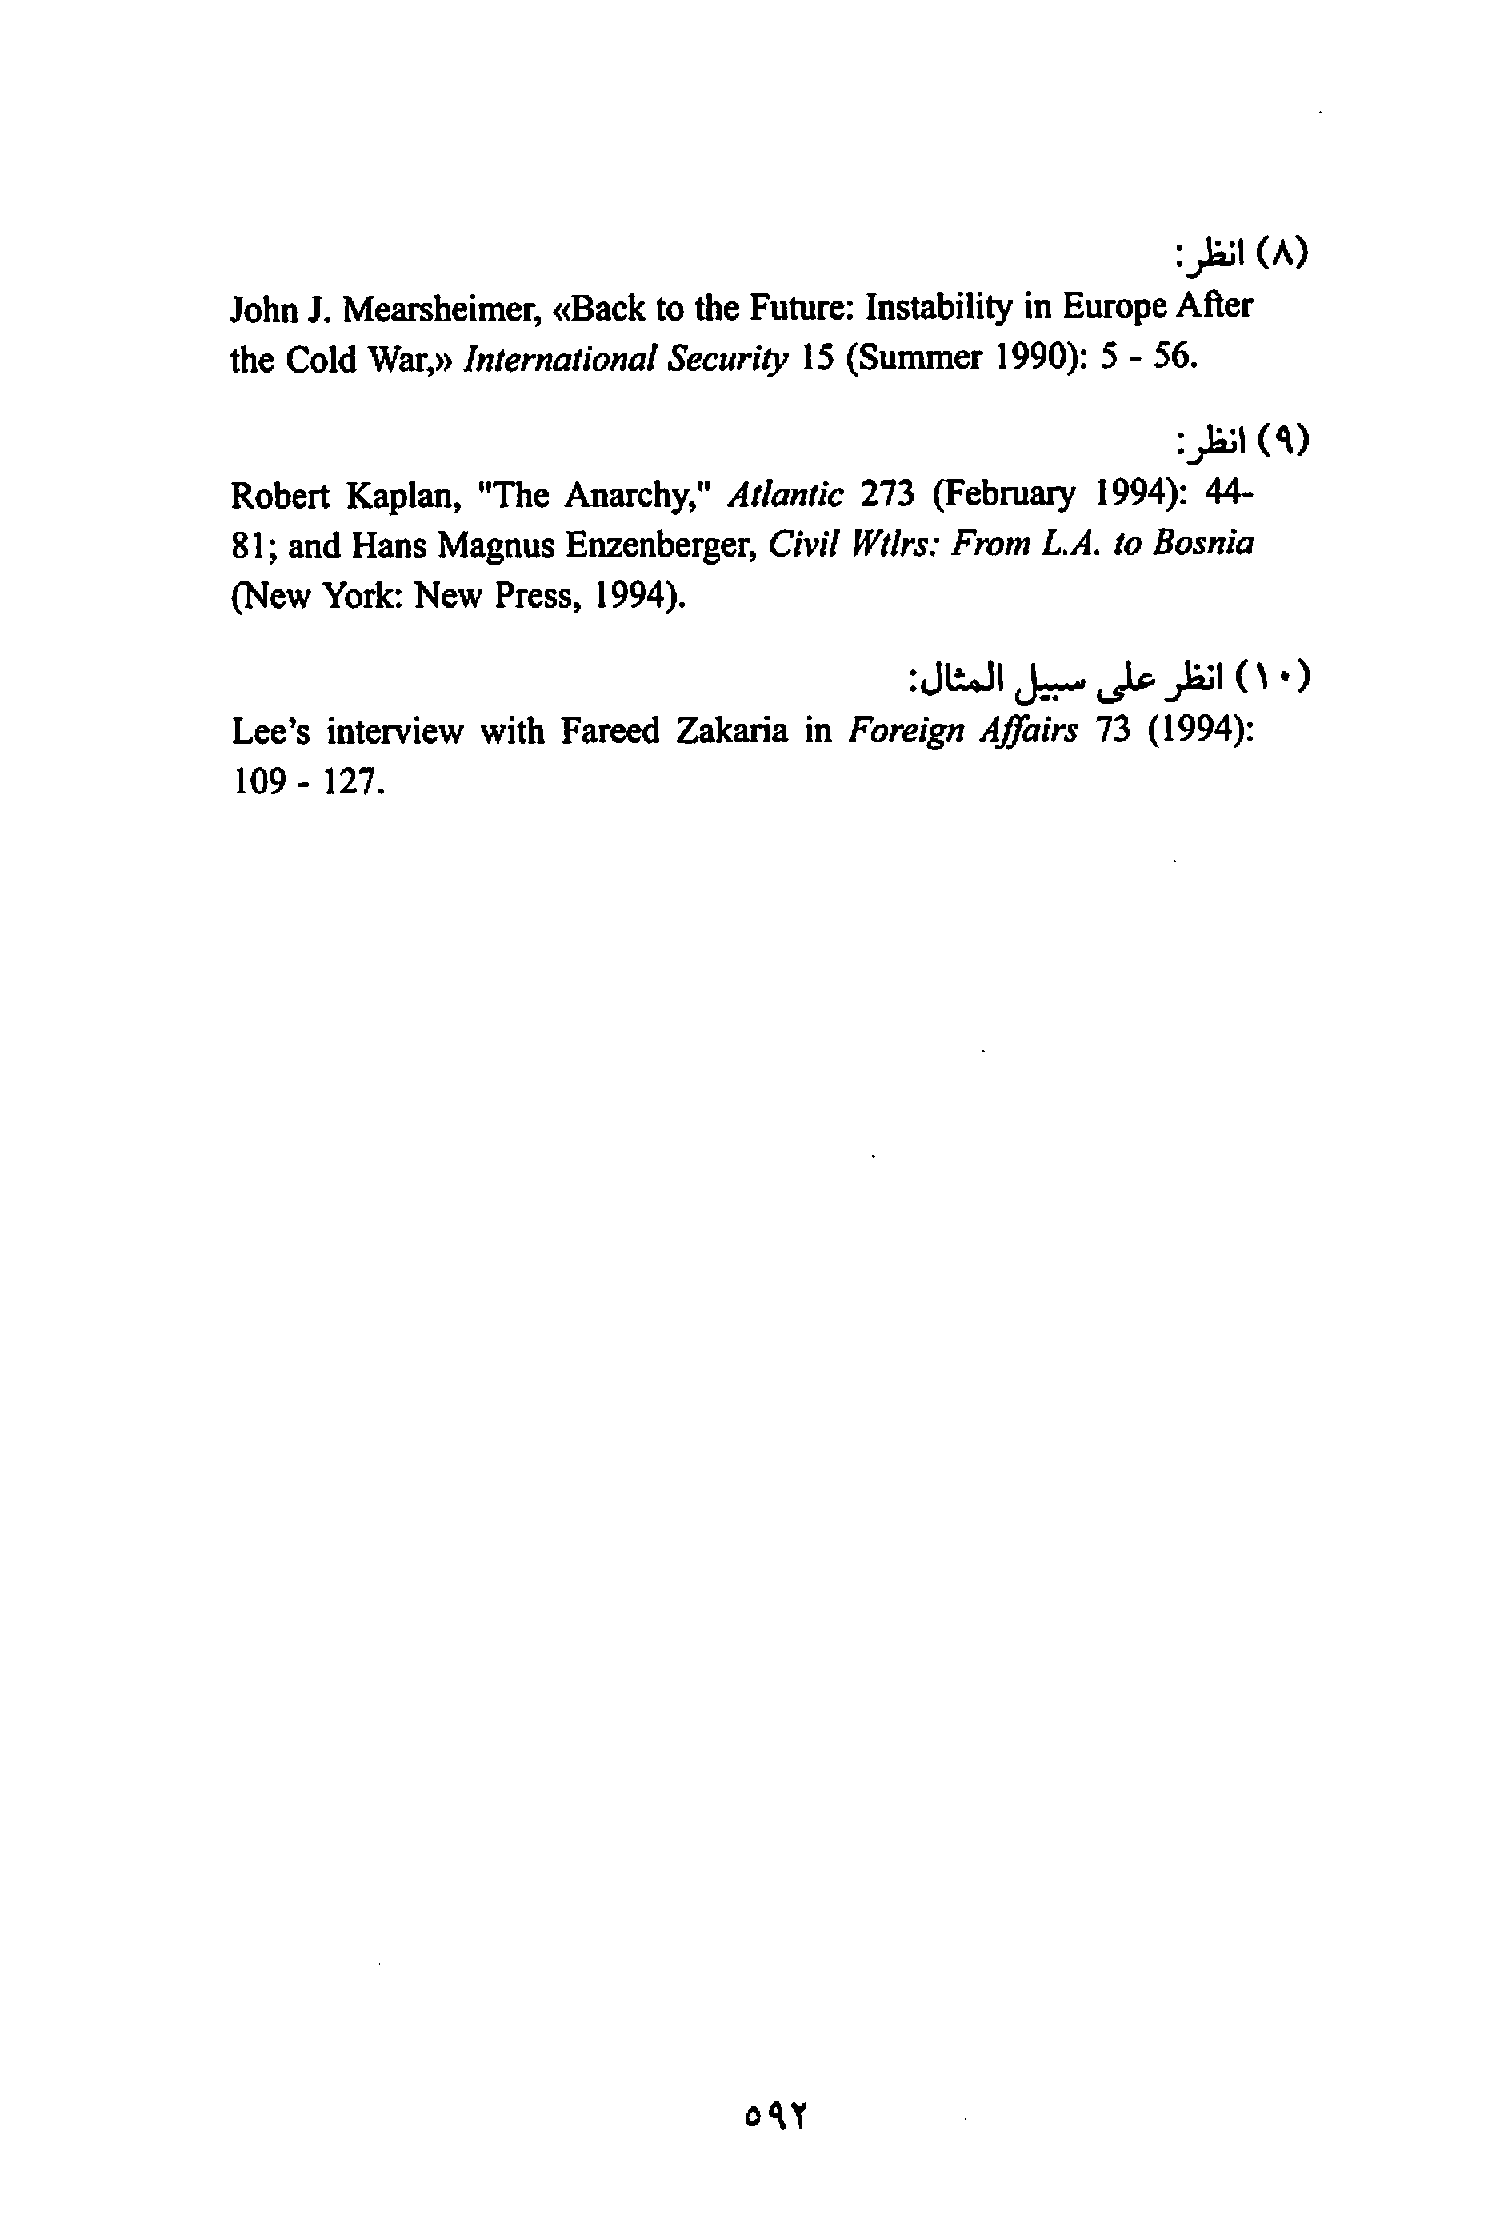 (٨) انظر:
John J. Mearsheimer, «Back to the Future: Instability in Europe After
the Cold War,» International Security 15 (Summer 1990): 5 - 56.
(٩) انظر:
Robert Kaplan, "The Anarchy," Atlantic 273 (February 1994): 44-
81; and Hans Magnus Enzenberger, Civil Wtlrs: From L.A. to Bosnia
(New York: New Press, 1994).
(١٠) انظر على سبيل المثال:
Lee's interview with Fareed Zakaria in Foreign Affairs 73 (1994):
109 - 127.
٥٩٢